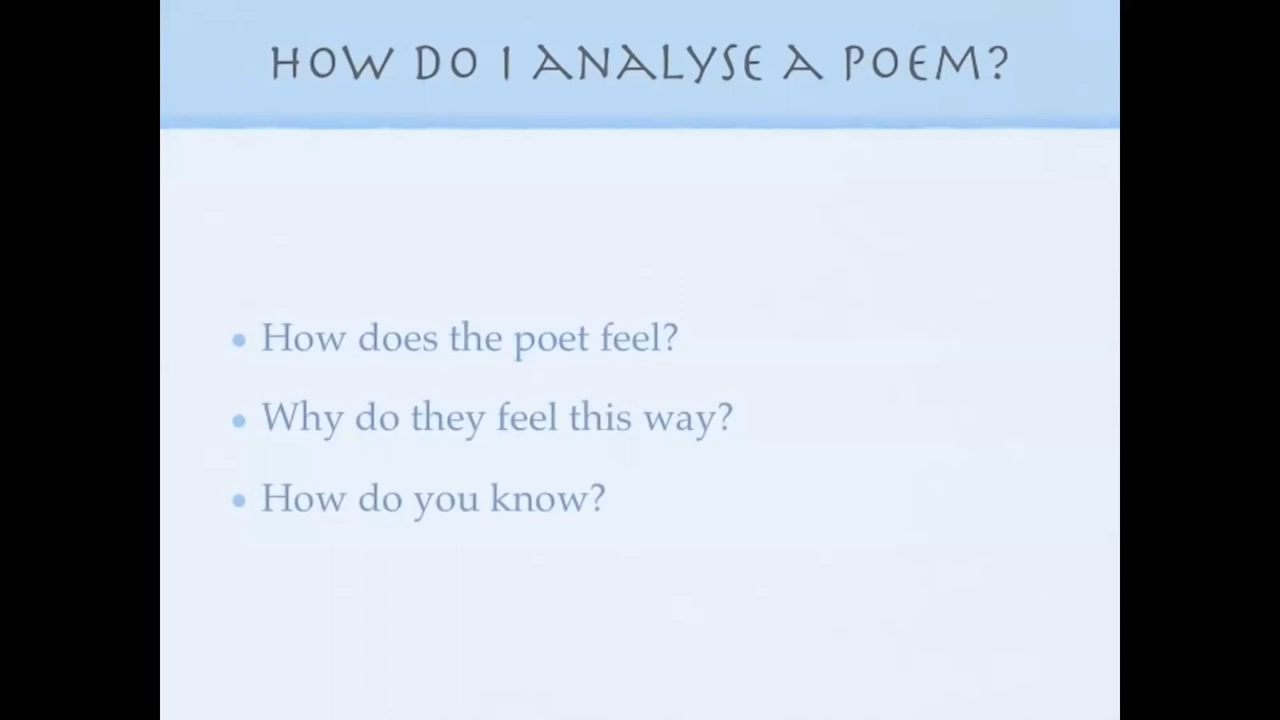 HOW DO I ANALYSE A POEM?
• How does the poet feel?
• Why do they feel this way?
• How do you know?